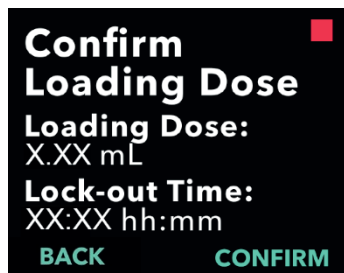 Confirm
Loading Dose
Loading Dose:
X.XX mL
Lock-out Time:
XX:XX hh:mm
BACK CONFIRM